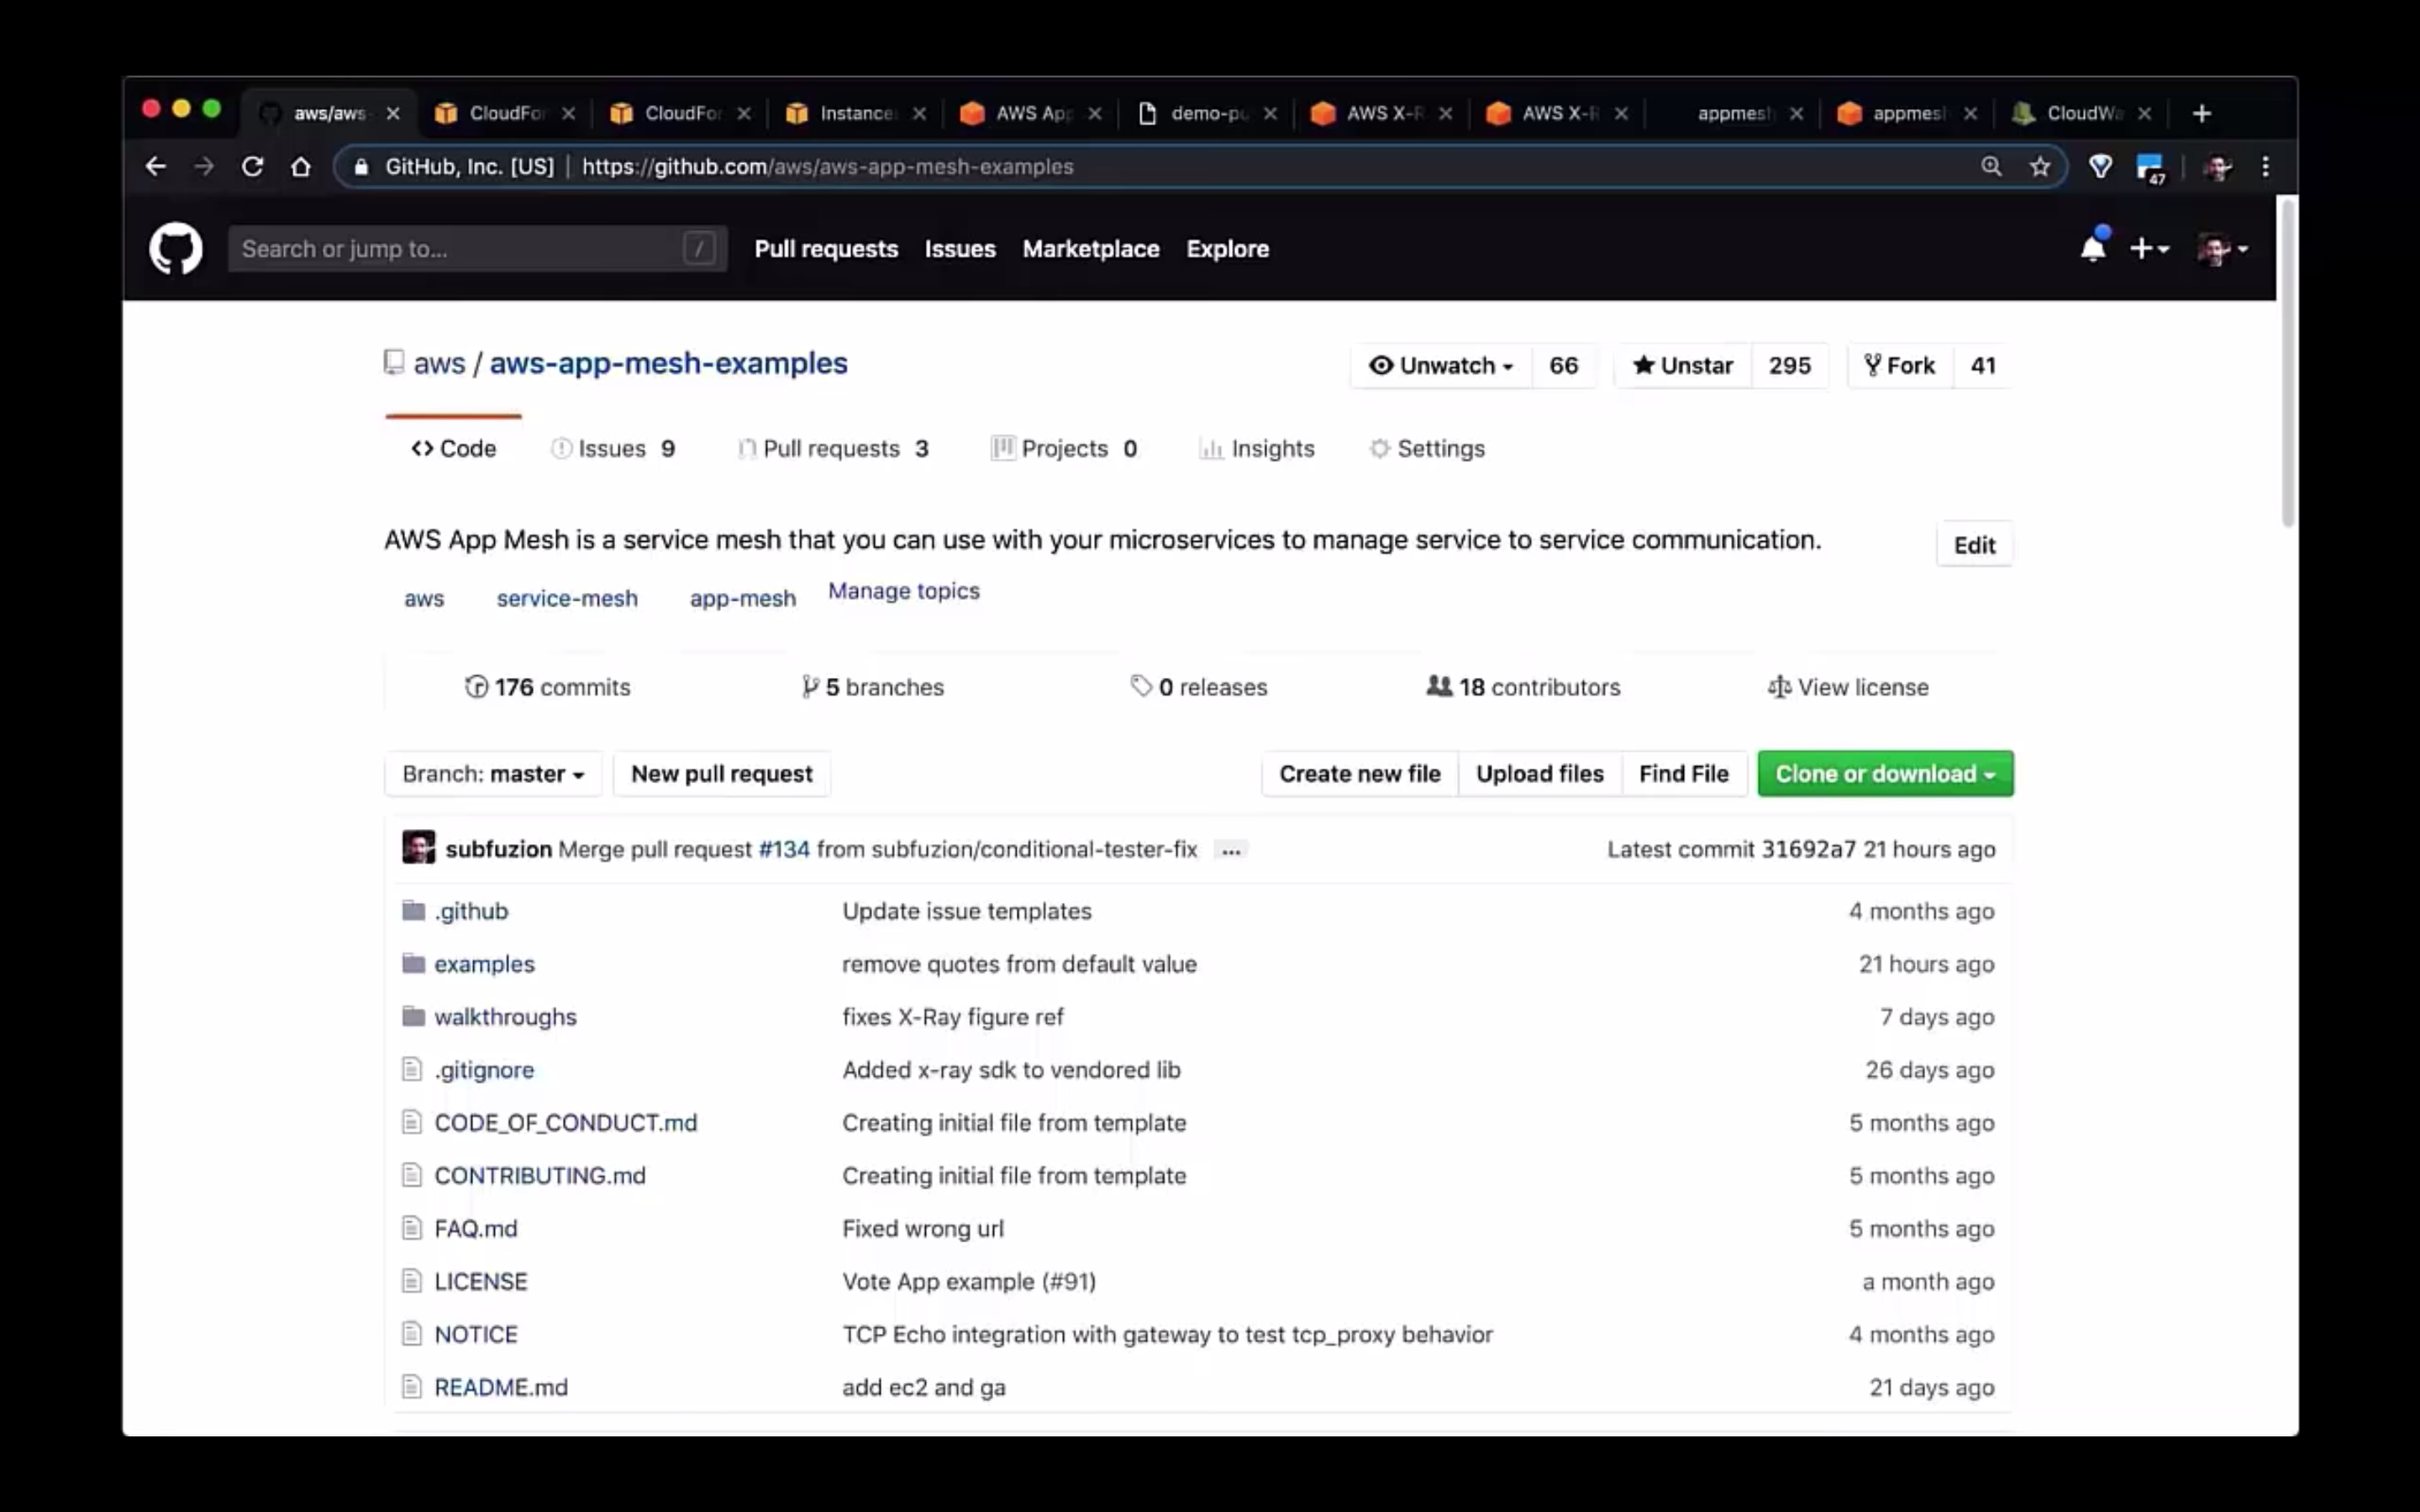 aws/aws CloudFor CloudFor Instance AWS App demo-pu AWS X-R AWS X-R appmesh appmesh CloudWa
GitHub, Inc. [US] | https://github.com/aws/aws-app-mesh-examples 47
Search or jump to... / Pull requests Issues Marketplace Explore
aws / aws-app-mesh-examples Unwatch 66 Unstar 295 Fork 41
Code Issues 9 Pull requests 3 Projects 0 Insights Settings
AWS App Mesh is a service mesh that you can use with your microservices to manage service to service communication. Edit
aws service-mesh app-mesh Manage topics
176 commits 5 branches 0 releases 18 contributors View license
Branch: master New pull request Create new file Upload files Find File Clone or download
subfuzion Merge pull request #134 from subfuzion/conditional-tester-fix ... Latest commit 31692a7 21 hours ago
.github Update issue templates 4 months ago
examples remove quotes from default value 21 hours ago
walkthroughs fixes X-Ray figure ref 7 days ago
.gitignore Added x-ray sdk to vendored lib 26 days ago
CODE_OF_CONDUCT.md Creating initial file from template 5 months ago
CONTRIBUTING.md Creating initial file from template 5 months ago
FAQ.md Fixed wrong url 5 months ago
LICENSE Vote App example (#91) a month ago
NOTICE TCP Echo integration with gateway to test tcp_proxy behavior 4 months ago
README.md add ec2 and ga 21 days ago